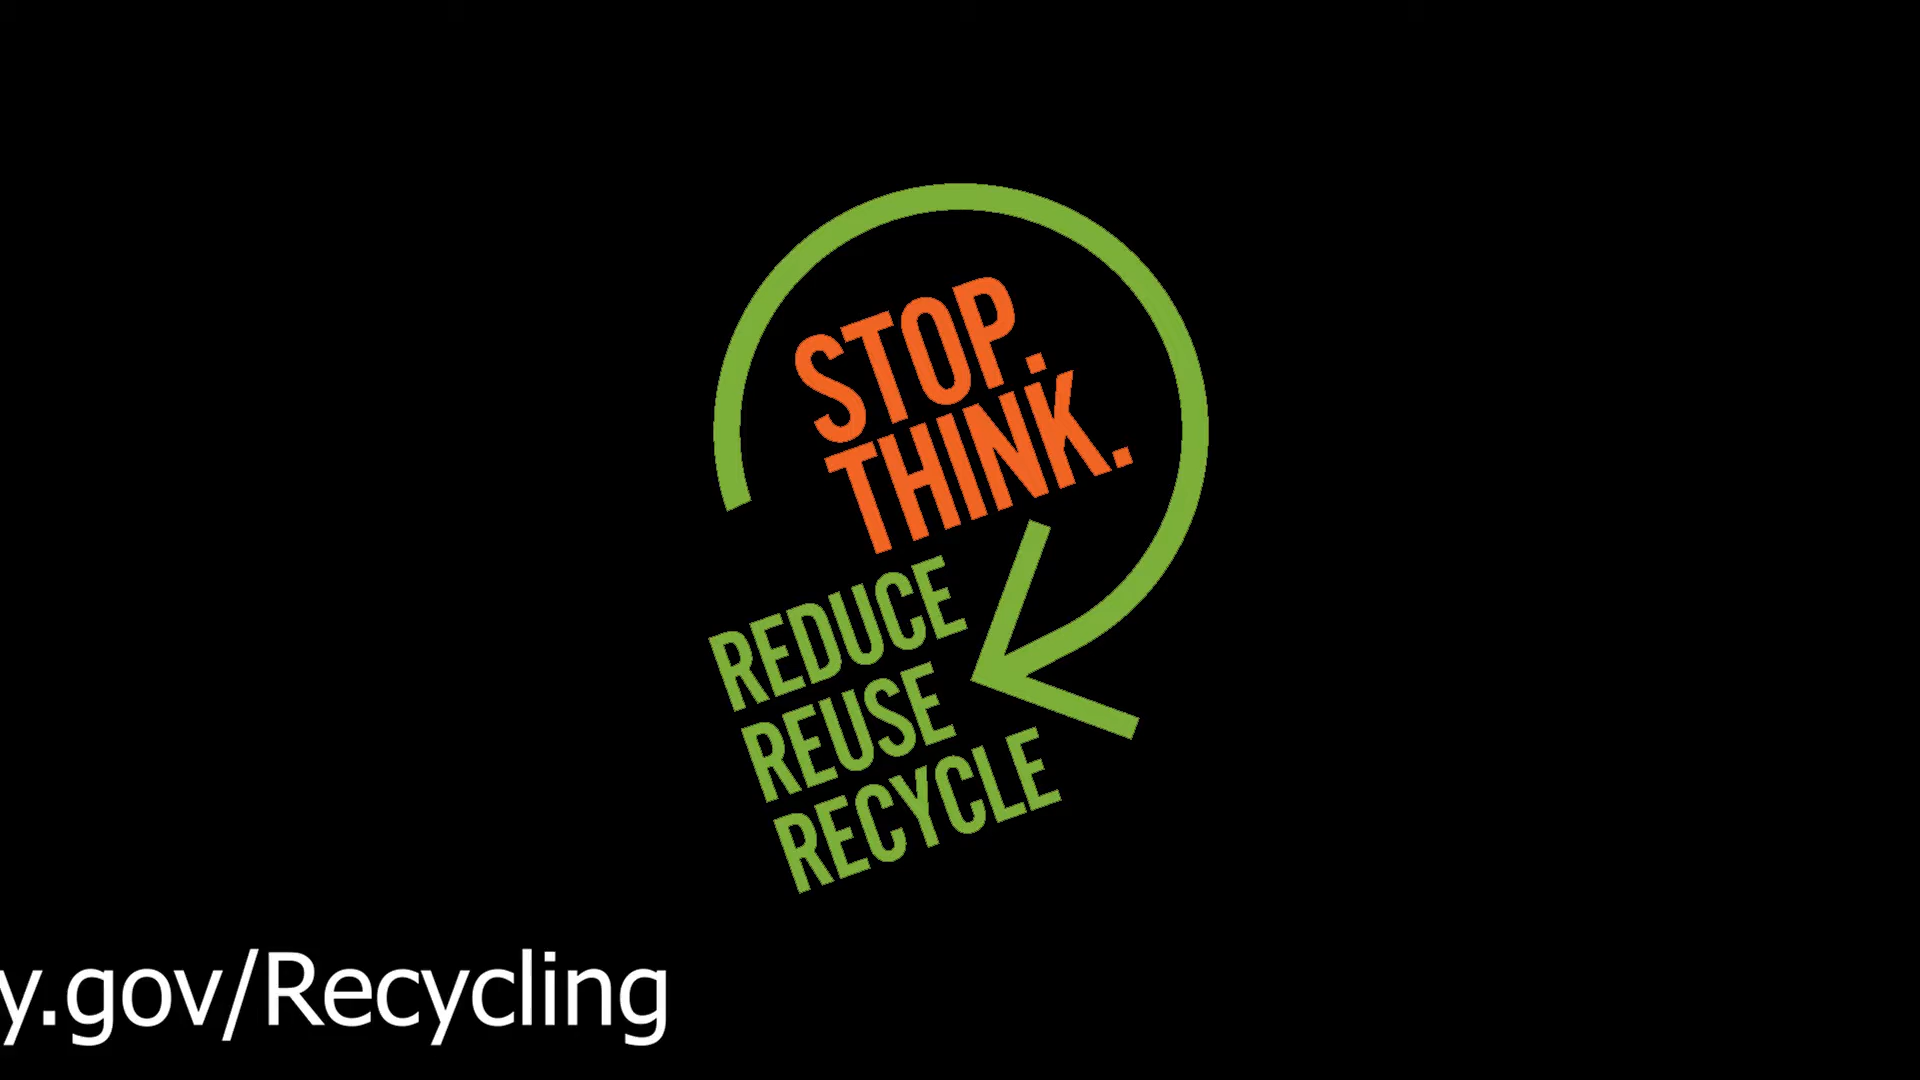 STOP.
THINK.
REDUCE
REUSE
RECYCLE
y.gov/Recycling